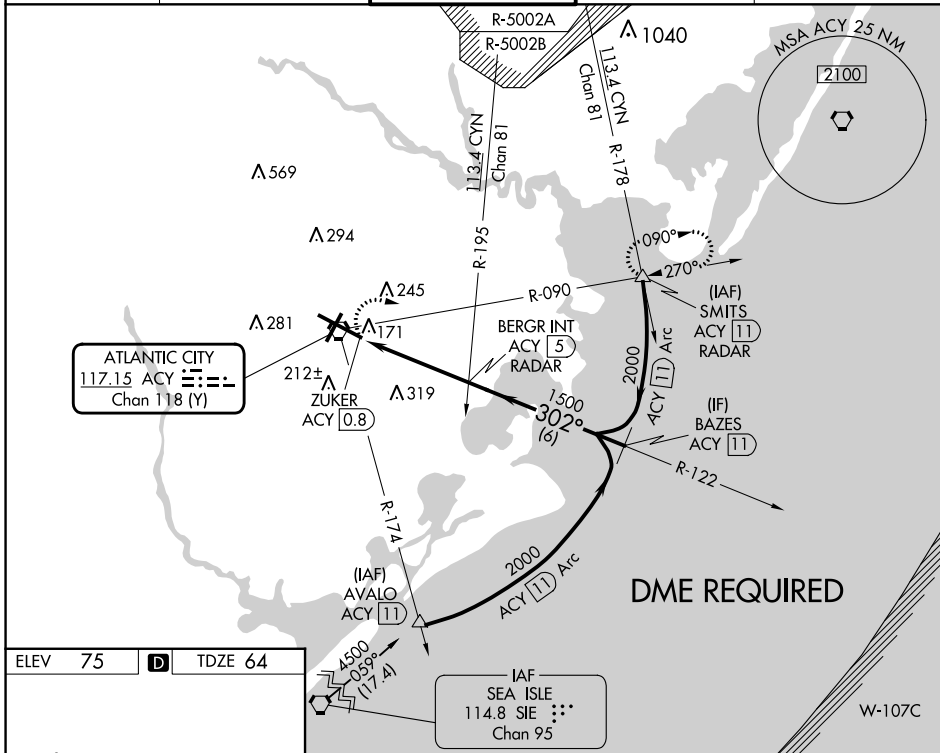 R-5002A
R-5002B
1040
MSA ACY 25 NM
2100
113.4 CYN
Chan 81
R-178
113.4 CYN
Chan 81
R-195
569
294
245
281
171
090°
270°
R-090
(IAF)
SMITS
ACY 11
RADAR
BERGR INT
ACY 5
RADAR
ATLANTIC CITY
117.15 ACY
Chan 118 (Y)
212±
ZUKER
ACY 0.8
319
2000
ACY 11 Arc
1500
302°
(6)
(IF)
BAZES
ACY 11
R-122
R-174
2000
ACY 11 Arc
(IAF)
AVALO
ACY 11
DME REQUIRED
4500
059°
(17.4)
IAF
SEA ISLE
114.8 SIE
Chan 95
W-107C
ELEV 75 D TDZE 64